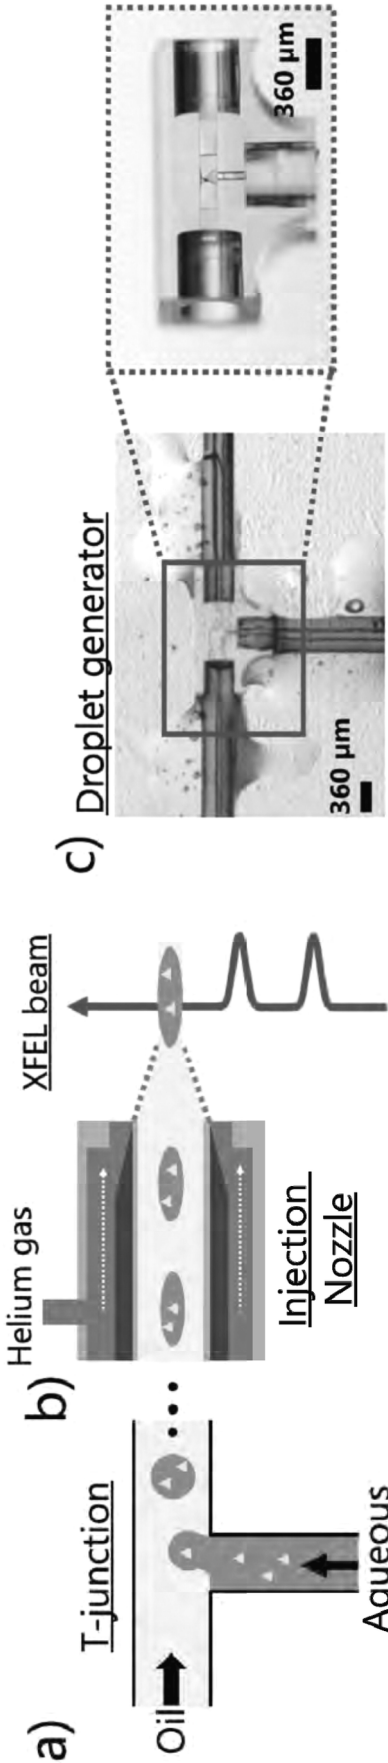 a)
T-junction
Oil
Aqueous
b)
Helium gas
Injection
Nozzle
XFEL beam
c)
Droplet generator
360 μm
360 μm